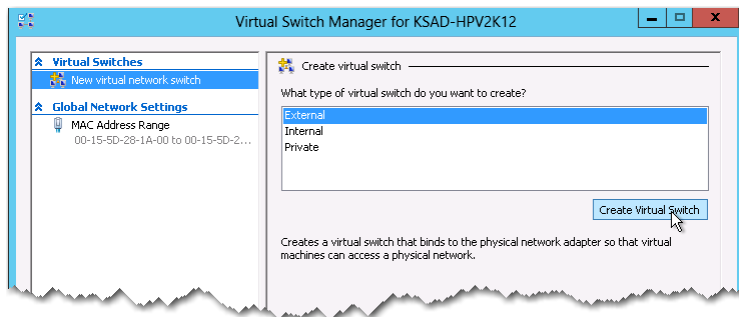 Virtual Switch Manager for KSAD-HPV2K12
Virtual Switches
New virtual network switch
Global Network Settings
MAC Address Range
00-15-5D-28-1A-00 to 00-15-5D-2...
Create virtual switch
What type of virtual switch do you want to create?
External
Internal
Private
Create Virtual Switch
Creates a virtual switch that binds to the physical network adapter so that virtual
machines can access a physical network.